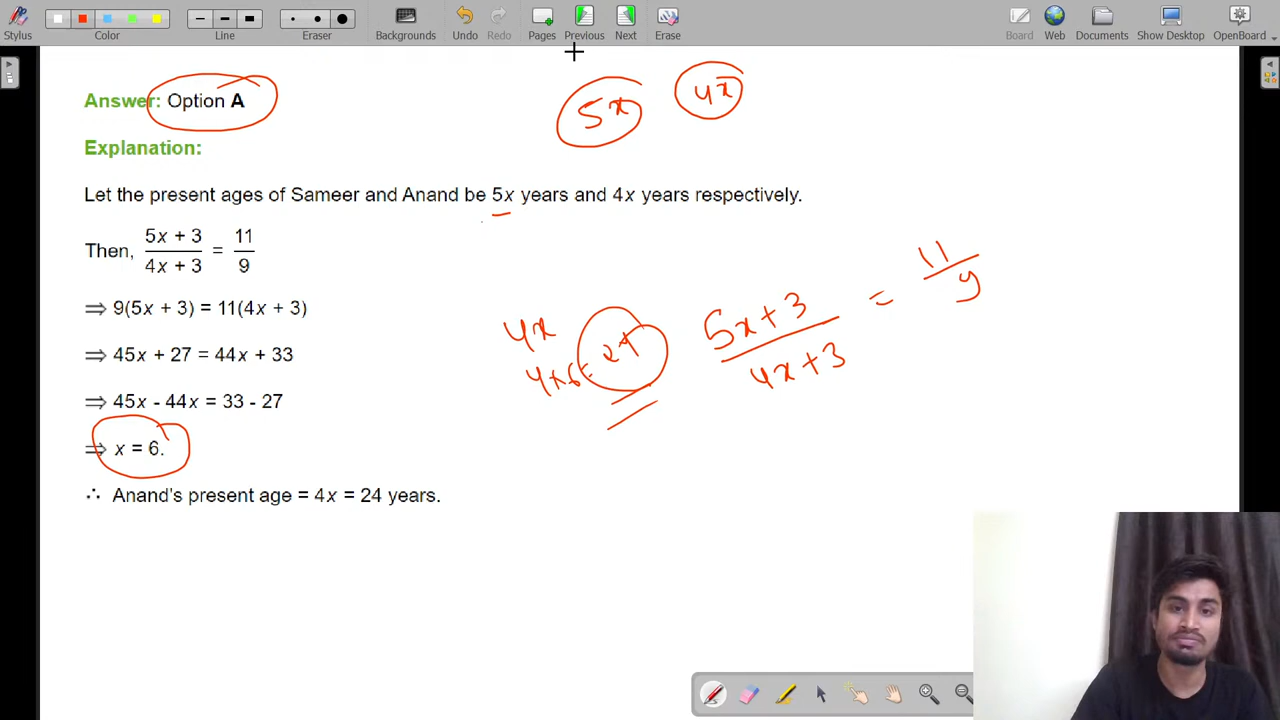 Stylus
Color
Line
Eraser
Backgrounds
Undo
Redo
Pages
Previous
Next
Erase
Board
Web
Documents
Show Desktop
OpenBoard
Answer: Option A
5x 4x
Explanation:
Let the present ages of Sameer and Anand be 5x years and 4x years respectively.
Then, 5x + 3 / 4x + 3 = 11 / 9
⇒ 9(5x + 3) = 11(4x + 3)
⇒ 45x + 27 = 44x + 33
⇒ 45x - 44x = 33 - 27
⇒ x = 6.
∴ Anand's present age = 4x = 24 years.
4x
4x6= 24
5x+3 / 4x+3 = 11 / 9